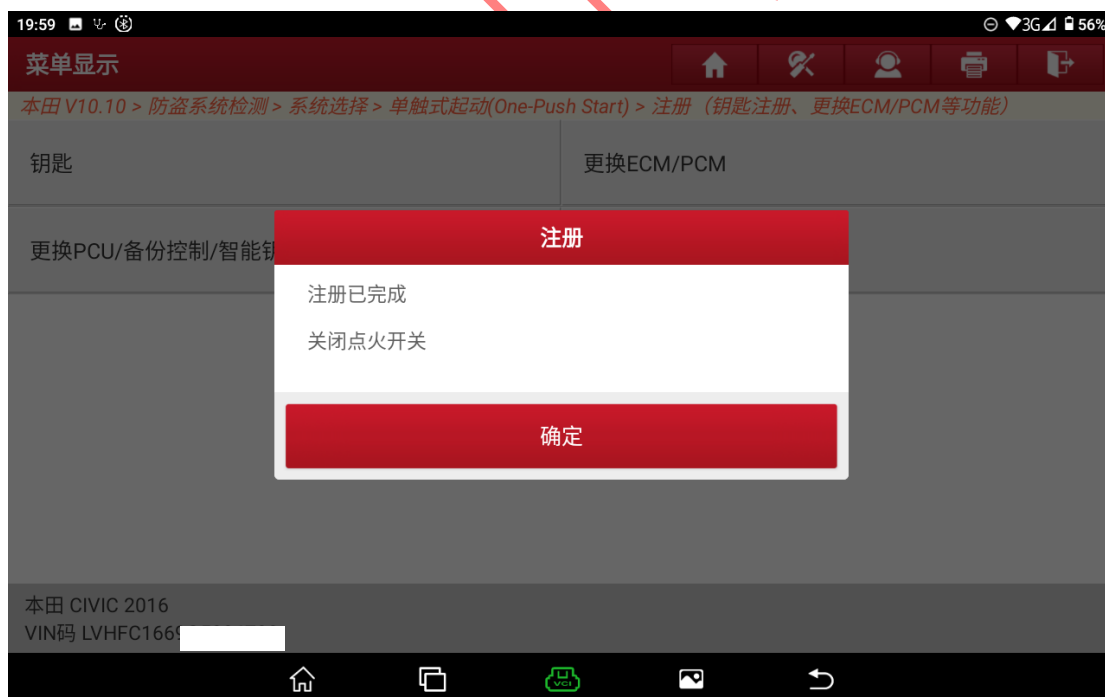 19:59
3G 56%
菜单显示
本田 V10.10 > 防盗系统检测 > 系统选择 > 单触式起动(One-Push Start) > 注册（钥匙注册、更换ECM/PCM等功能）
钥匙
更换ECM/PCM
更换PCU/备份控制/智能钥
注册
注册已完成
关闭点火开关
确定
本田 CIVIC 2016
VIN码 LVHFC166
VCI